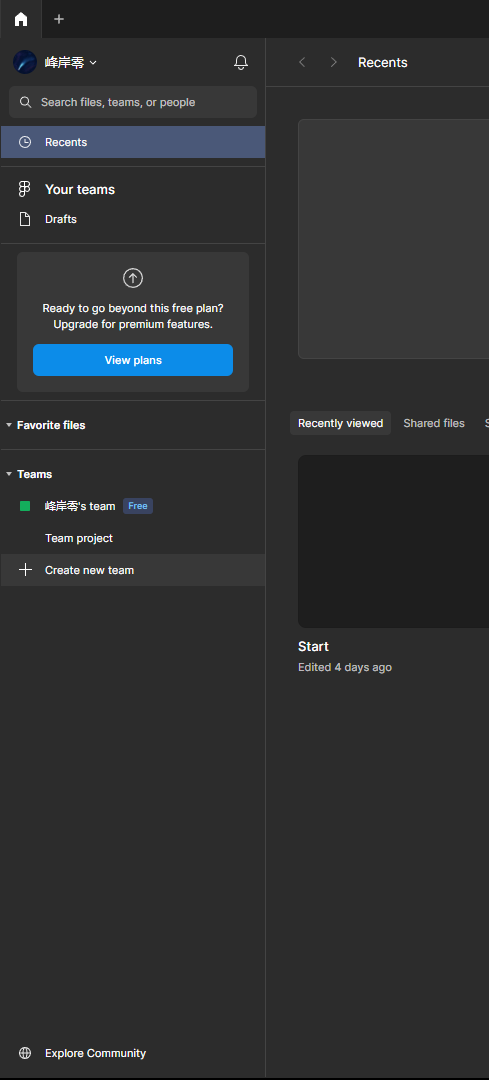 峰岸零
Recents
Search files, teams, or people
Recents
Your teams
Drafts
Ready to go beyond this free plan?
Upgrade for premium features.
View plans
Favorite files
Recently viewed
Shared files
Teams
峰岸零's team
Free
Team project
Create new team
Start
Edited 4 days ago
Explore Community